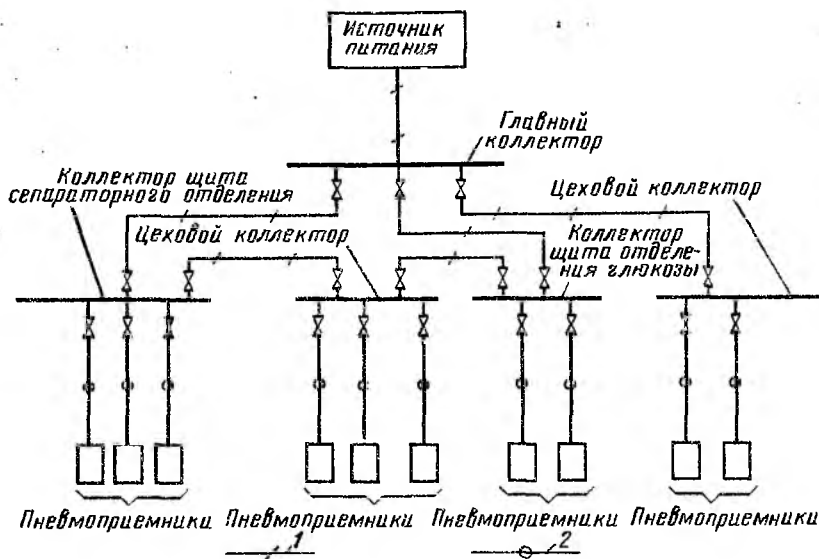 Источник
питания
Главный
коллектор
Коллектор щита
сепараторного отделения
Цеховой коллектор
Цеховой коллектор
Коллектор
щита отделе-
ния глюкозы
Пневмоприемники
Пневмоприемники
Пневмоприемники
Пневмоприемники
1
2